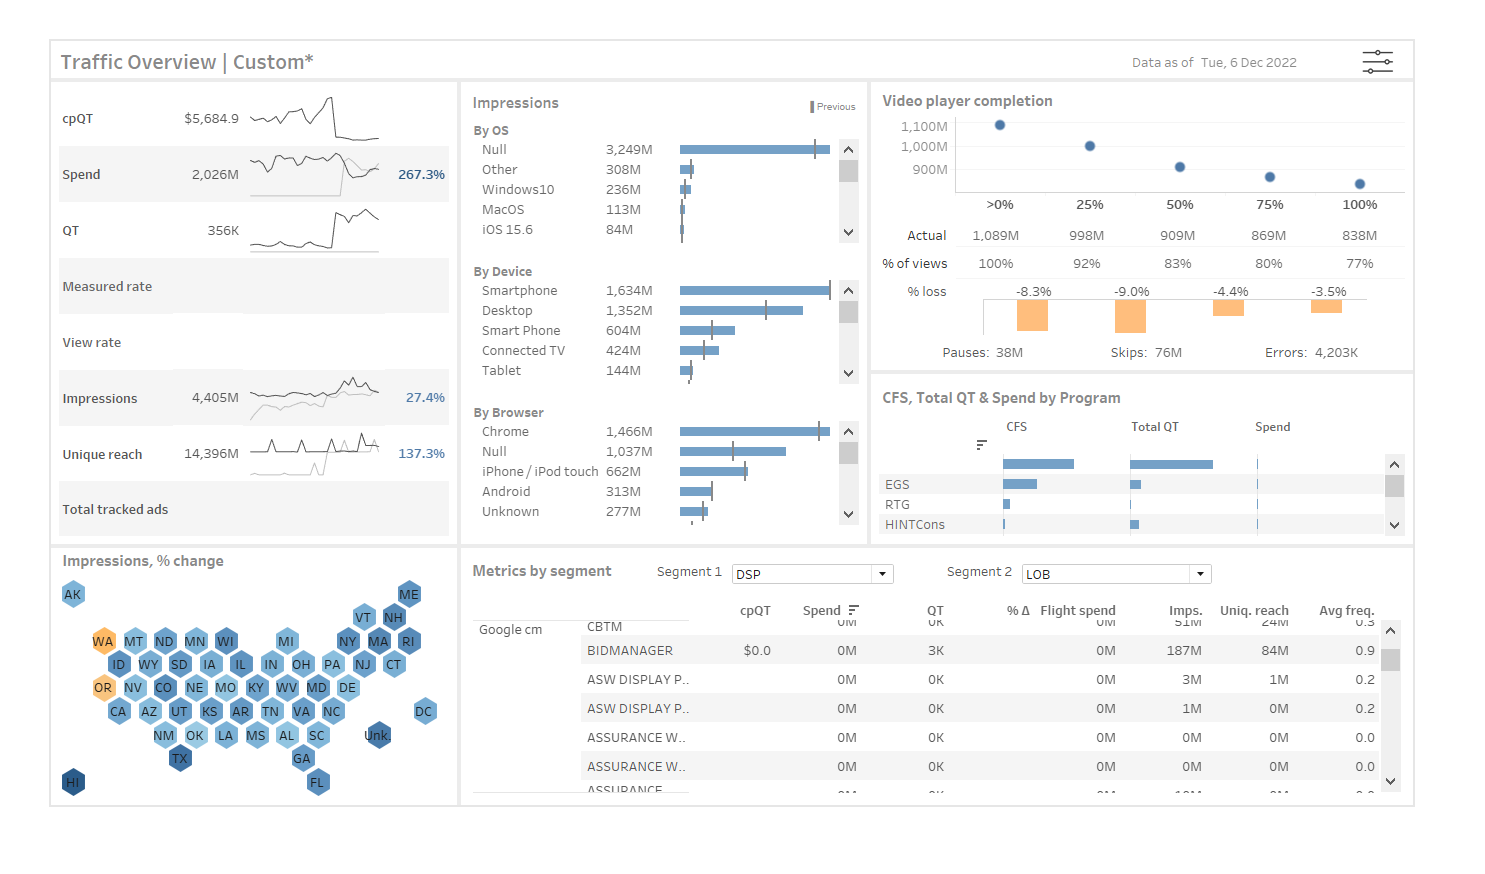 Traffic Overview | Custom*
Data as of Tue, 6 Dec 2022
cpQT $5,684.9
Spend 2,026M 267.3%
QT 356K
Measured rate
View rate
Impressions 4,405M 27.4%
Unique reach 14,396M 137.3%
Total tracked ads
Impressions
Previous
By OS
Null 3,249M
Other 308M
Windows10 236M
MacOS 113M
iOS 15.6 84M
By Device
Smartphone 1,634M
Desktop 1,352M
Smart Phone 604M
Connected TV 424M
Tablet 144M
By Browser
Chrome 1,466M
Null 1,037M
iPhone / iPod touch 662M
Android 313M
Unknown 277M
Video player completion
1,100M
1,000M
900M
>0% 25% 50% 75% 100%
Actual 1,089M 998M 909M 869M 838M
% of views 100% 92% 83% 80% 77%
% loss -8.3% -9.0% -4.4% -3.5%
Pauses: 38M Skips: 76M Errors: 4,203K
CFS, Total QT & Spend by Program
CFS Total QT Spend
EGS
RTG
HINTCons
Impressions, % change
AK ME
VT NH
WA MT ND MN WI MI NY MA RI
ID WY SD IA IL IN OH PA NJ CT
OR NV CO NE MO KY WV MD DE
CA AZ UT KS AR TN VA NC DC
NM OK LA MS AL SC Unk.
TX GA
HI FL
Metrics by segment
Segment 1 DSP Segment 2 LOB
cpQT Spend QT % Δ Flight spend Imps. Uniq. reach Avg freq.
Google cm CBTM 0M 0K 0M 51M 24M 0.3
BIDMANAGER $0.0 0M 3K 0M 187M 84M 0.9
ASW DISPLAY P.. 0M 0K 0M 3M 1M 0.2
ASW DISPLAY P.. 0M 0K 0M 1M 0M 0.2
ASSURANCE W.. 0M 0K 0M 0M 0M 0.0
ASSURANCE W.. 0M 0K 0M 0M 0M 0.0
ASSURANCE